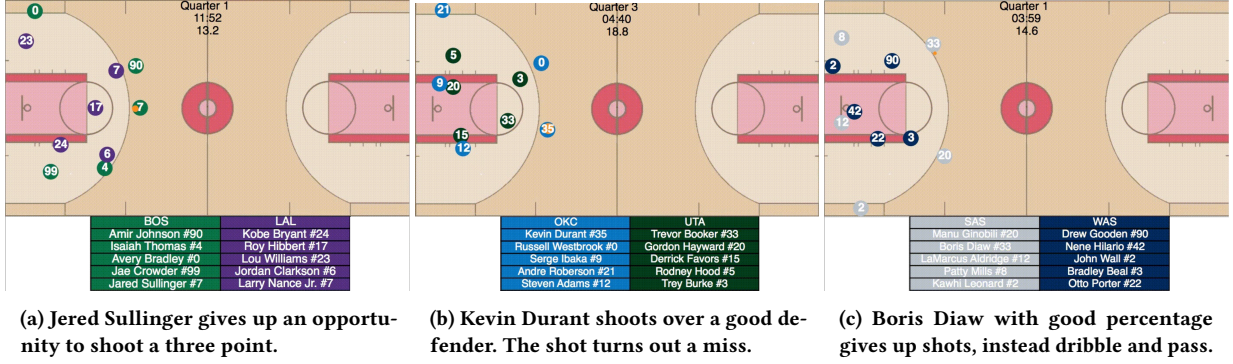 Quarter 1
11:52
13.2
0
23
7
90
17
7
24
6
4
99
BOS LAL
Amir Johnson #90 Kobe Bryant #24
Isaiah Thomas #4 Roy Hibbert #17
Avery Bradley #0 Lou Williams #23
Jae Crowder #99 Jordan Clarkson #6
Jared Sullinger #7 Larry Nance Jr. #7
(a) Jered Sullinger gives up an opportu-
nity to shoot a three point.
Quarter 3
04:40
18.8
21
5
0
9
20
3
33
35
15
12
OKC UTA
Kevin Durant #35 Trevor Booker #33
Russell Westbrook #0 Gordon Hayward #20
Serge Ibaka #9 Derrick Favors #15
Andre Roberson #21 Rodney Hood #5
Steven Adams #12 Trey Burke #3
(b) Kevin Durant shoots over a good de-
fender. The shot turns out a miss.
Quarter 1
03:59
14.6
8
33
2
90
42
12
22
3
20
2
SAS WAS
Manu Ginobili #20 Drew Gooden #90
Boris Diaw #33 Nene Hilario #42
LaMarcus Aldridge #12 John Wall #2
Patty Mills #8 Bradley Beal #3
Kawhi Leonard #2 Otto Porter #22
(c) Boris Diaw with good percentage
gives up shots, instead dribble and pass.